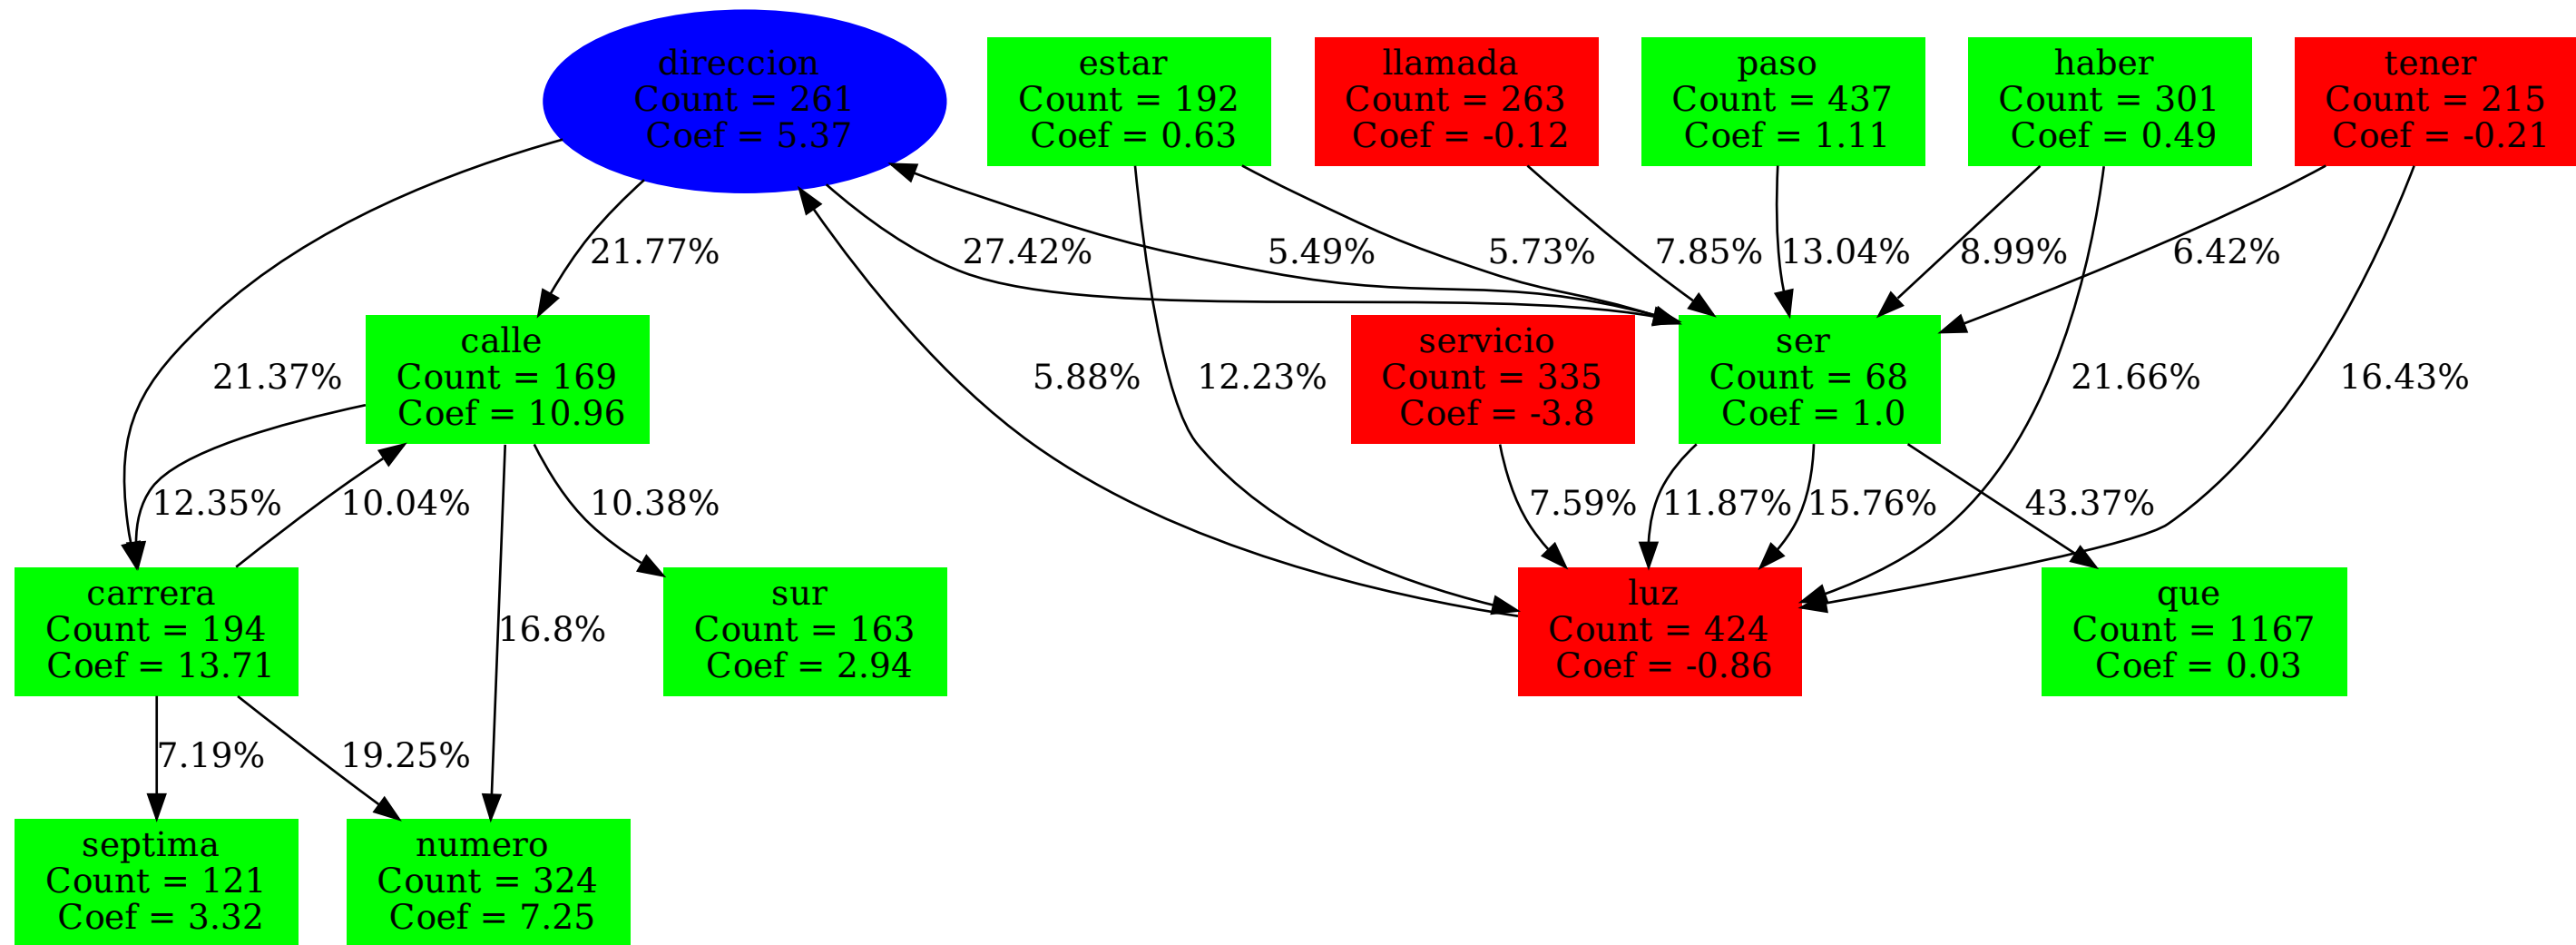 direccion
Count = 261
Coef = 5.37
estar
Count = 192
Coef = 0.63
llamada
Count = 263
Coef = -0.12
paso
Count = 437
Coef = 1.11
haber
Count = 301
Coef = 0.49
tener
Count = 215
Coef = -0.21
21.77%
27.42%
5.49%
5.73%
7.85%
13.04%
8.99%
6.42%
21.37%
calle
Count = 169
Coef = 10.96
5.88%
12.23%
servicio
Count = 335
Coef = -3.8
ser
Count = 68
Coef = 1.0
21.66%
16.43%
12.35%
10.04%
10.38%
7.59%
11.87%
15.76%
43.37%
carrera
Count = 194
Coef = 13.71
16.8%
sur
Count = 163
Coef = 2.94
luz
Count = 424
Coef = -0.86
que
Count = 1167
Coef = 0.03
7.19%
19.25%
septima
Count = 121
Coef = 3.32
numero
Count = 324
Coef = 7.25